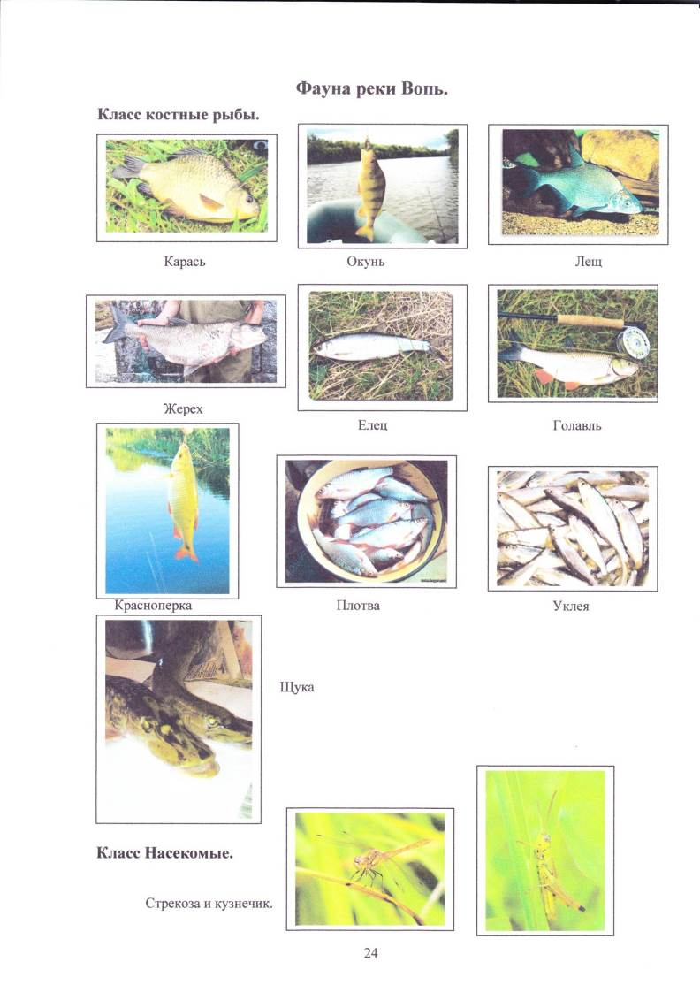 Фауна реки Вопь.
Класс костные рыбы.
Карась Окунь Лещ
Жерех
Елец Голавль
Красноперка Плотва Уклея
Щука
Класс Насекомые.
Стрекоза и кузнечик.
24